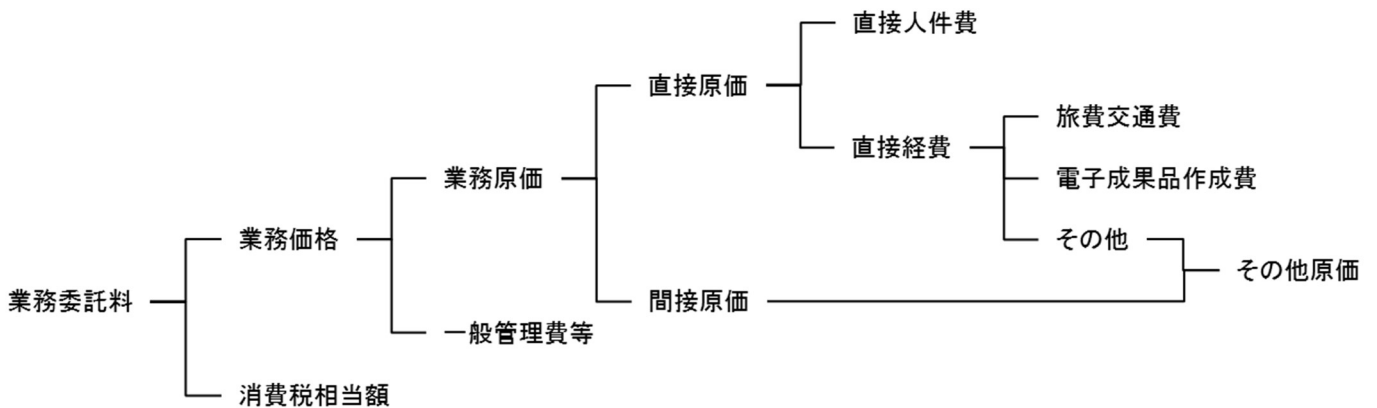 直接人件費
直接原価
旅費交通費
直接経費
業務原価
電子成果品作成費
業務価格
その他
その他原価
業務委託料
間接原価
一般管理費等
消費税相当額